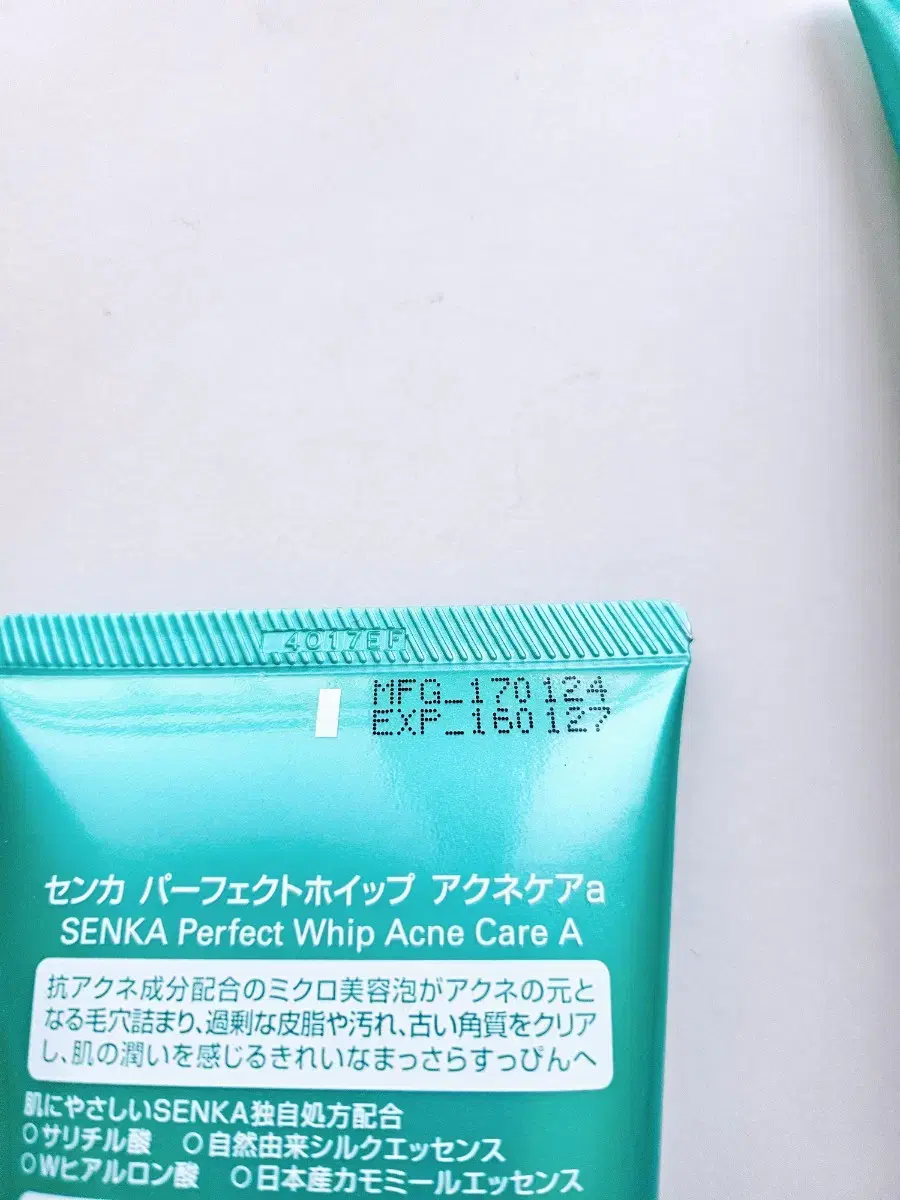 4017EF
MFG_170124
EXP_160127
センカ パーフェクトホイップ アクネケアa
SENKA Perfect Whip Acne Care A
抗アクネ成分配合のミクロ美容泡がアクネの元と
なる毛穴詰まり、過剰な皮脂や汚れ、古い角質をクリア
し、肌の潤いを感じるきれいなまっさらすっぴんへ
肌にやさしいSENKA独自処方配合
○サリチル酸 ○自然由来シルクエッセンス
○Wヒアルロン酸 ○日本産カモミールエッセンス